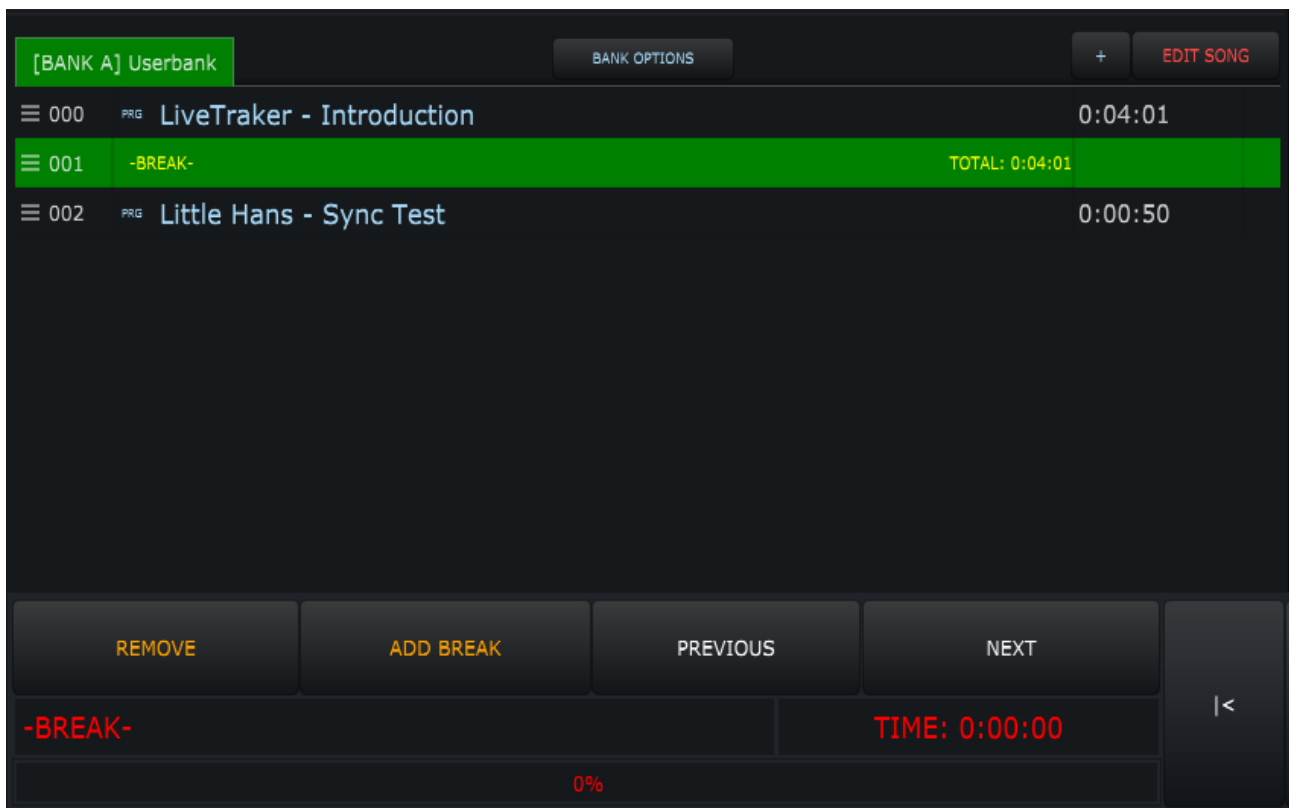 [BANK A] Userbank BANK OPTIONS + EDIT SONG
000 PRG LiveTraker - Introduction 0:04:01
001 -BREAK- TOTAL: 0:04:01
002 PRG Little Hans - Sync Test 0:00:50
REMOVE ADD BREAK PREVIOUS NEXT
|<
-BREAK- TIME: 0:00:00
0%